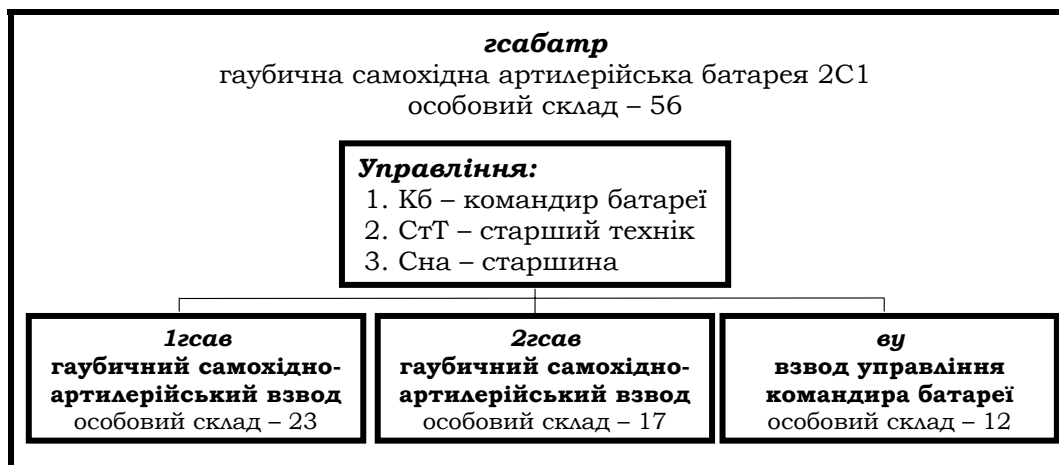 гсабатр
гаубична самохідна артилерійська батарея 2С1
особовий склад – 56
Управління:
1. Кб – командир батареї
2. СтТ – старший технік
3. Сна – старшина
1гсав
гаубичний самохідно-
артилерійський взвод
особовий склад – 23
2гсав
гаубичний самохідно-
артилерійський взвод
особовий склад – 17
ву
взвод управління
командира батареї
особовий склад – 12